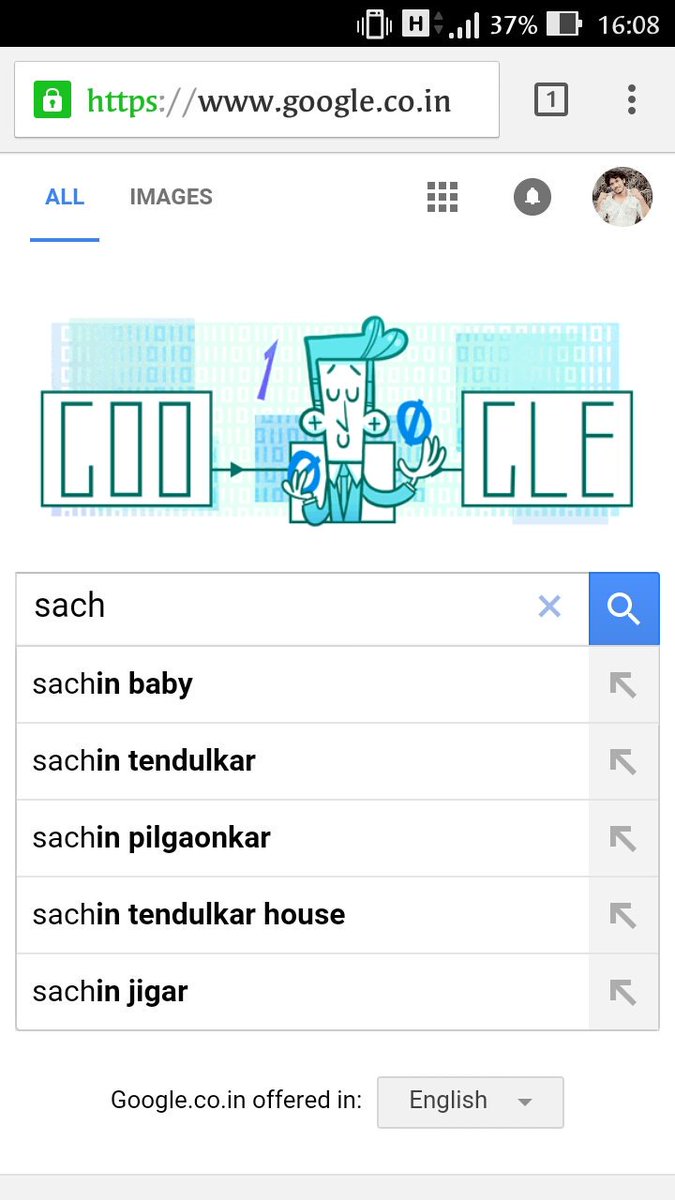 H 37% 16:08
https://www.google.co.in 1
ALL IMAGES
1
GOO 0 0 GLE
sach
sachin baby
sachin tendulkar
sachin pilgaonkar
sachin tendulkar house
sachin jigar
Google.co.in offered in: English